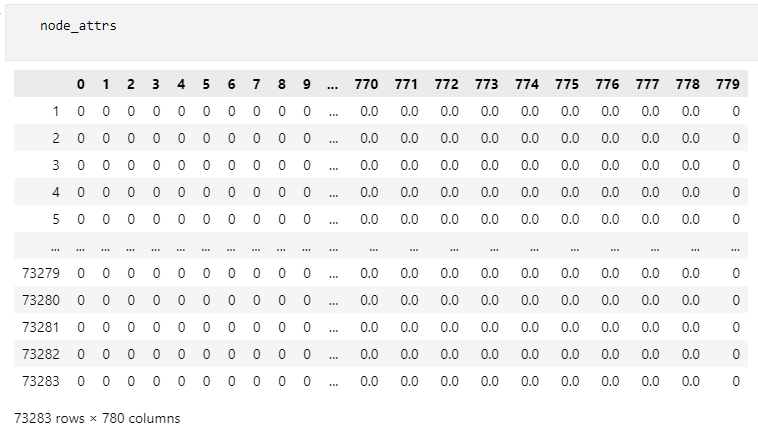 node_attrs
0 1 2 3 4 5 6 7 8 9 ... 770 771 772 773 774 775 776 777 778 779
1 0 0 0 0 0 0 0 0 0 0 ... 0.0 0.0 0.0 0.0 0.0 0.0 0.0 0.0 0.0 0
2 0 0 0 0 0 0 0 0 0 0 ... 0.0 0.0 0.0 0.0 0.0 0.0 0.0 0.0 0.0 0
3 0 0 0 0 0 0 0 0 0 0 ... 0.0 0.0 0.0 0.0 0.0 0.0 0.0 0.0 0.0 0
4 0 0 0 0 0 0 0 0 0 0 ... 0.0 0.0 0.0 0.0 0.0 0.0 0.0 0.0 0.0 0
5 0 0 0 0 0 0 0 0 0 0 ... 0.0 0.0 0.0 0.0 0.0 0.0 0.0 0.0 0.0 0
... ... ... ... ... ... ... ... ... ... ... ... ... ... ... ... ... ... ... ... ... ...
73279 0 0 0 0 0 0 0 0 0 0 ... 0.0 0.0 0.0 0.0 0.0 0.0 0.0 0.0 0.0 0
73280 0 0 0 0 0 0 0 0 0 0 ... 0.0 0.0 0.0 0.0 0.0 0.0 0.0 0.0 0.0 0
73281 0 0 0 0 0 0 0 0 0 0 ... 0.0 0.0 0.0 0.0 0.0 0.0 0.0 0.0 0.0 0
73282 0 0 0 0 0 0 0 0 0 0 ... 0.0 0.0 0.0 0.0 0.0 0.0 0.0 0.0 0.0 0
73283 0 0 0 0 0 0 0 0 0 0 ... 0.0 0.0 0.0 0.0 0.0 0.0 0.0 0.0 0.0 0
73283 rows × 780 columns